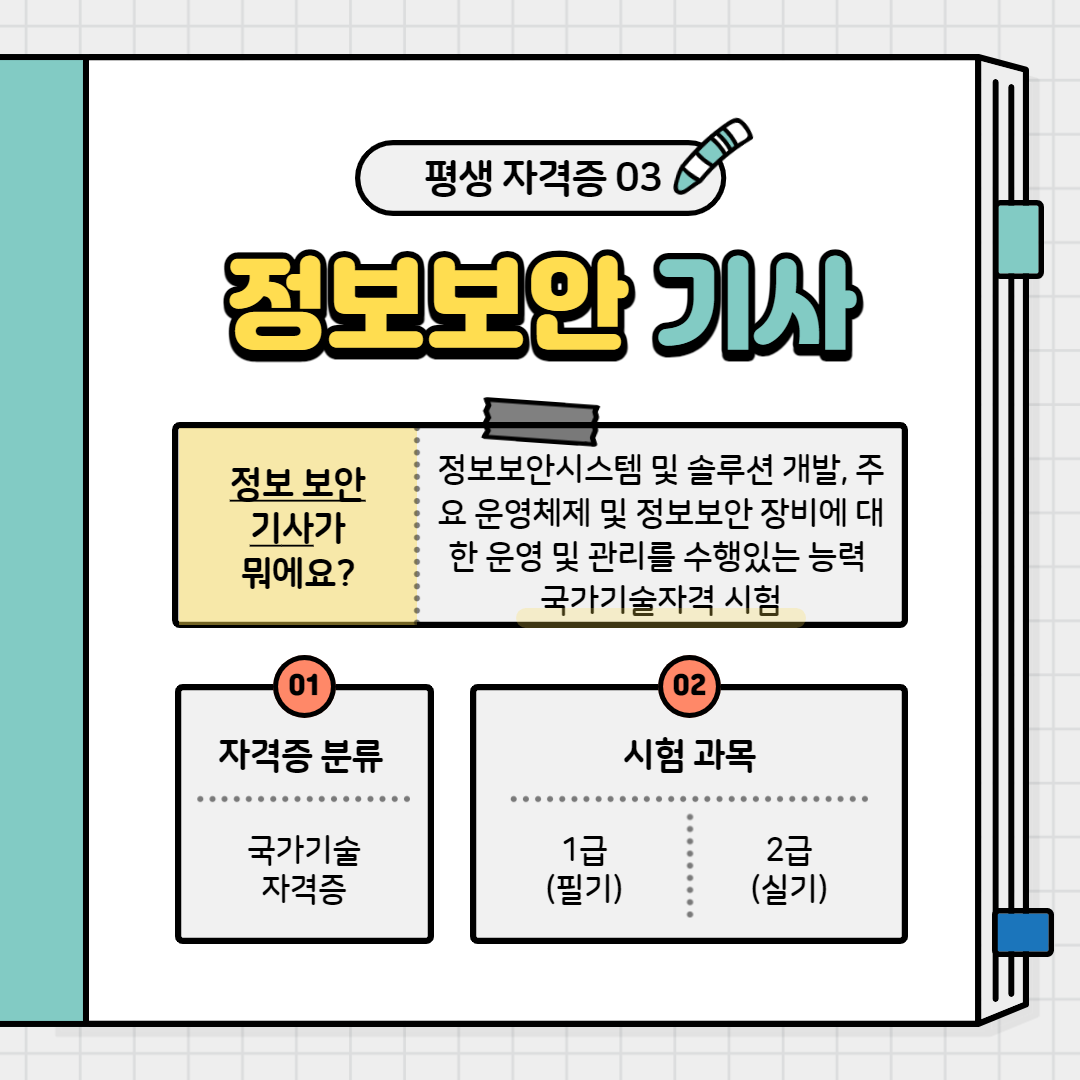 평생 자격증 03
정보보안 기사
정보 보안
기사가
뭐에요?
정보보안시스템 및 솔루션 개발, 주
요 운영체제 및 정보보안 장비에 대
한 운영 및 관리를 수행있는 능력
국가기술자격 시험
01
자격증 분류
국가기술
자격증
02
시험 과목
1급
(필기)
2급
(실기)